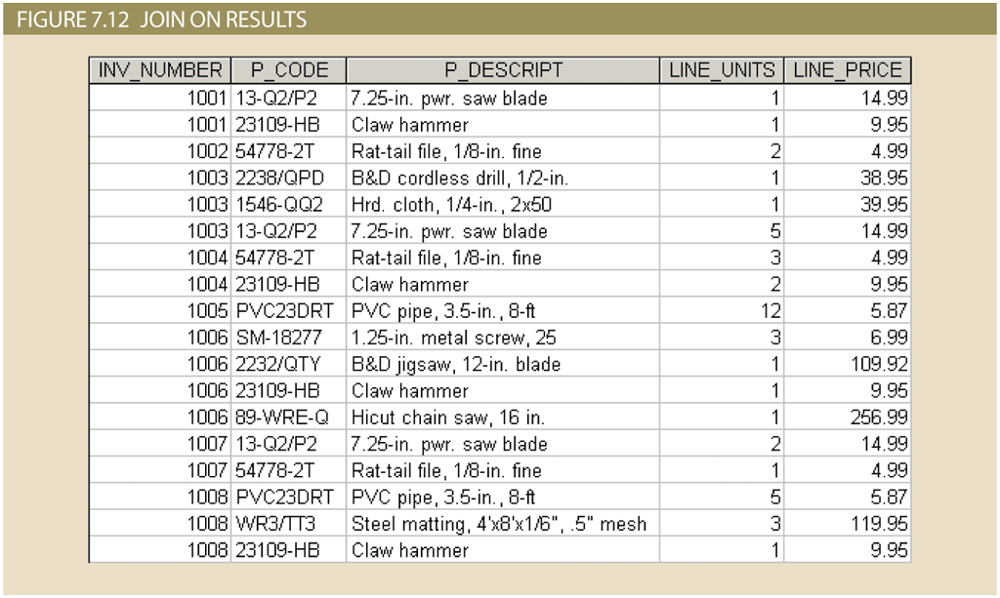 FIGURE 7.12 JOIN ON RESULTS
INV_NUMBER P_CODE P_DESCRIPT LINE_UNITS LINE_PRICE
1001 13-Q2/P2 7.25-in. pwr. saw blade 1 14.99
1001 23109-HB Claw hammer 1 9.95
1002 54778-2T Rat-tail file, 1/8-in. fine 2 4.99
1003 2238/QPD B&D cordless drill, 1/2-in. 1 38.95
1003 1546-QQ2 Hrd. cloth, 1/4-in., 2x50 1 39.95
1003 13-Q2/P2 7.25-in. pwr. saw blade 5 14.99
1004 54778-2T Rat-tail file, 1/8-in. fine 3 4.99
1004 23109-HB Claw hammer 2 9.95
1005 PVC23DRT PVC pipe, 3.5-in., 8-ft 12 5.87
1006 SM-18277 1.25-in. metal screw, 25 3 6.99
1006 2232/QTY B&D jigsaw, 12-in. blade 1 109.92
1006 23109-HB Claw hammer 1 9.95
1006 89-WRE-Q Hicut chain saw, 16 in. 1 256.99
1007 13-Q2/P2 7.25-in. pwr. saw blade 2 14.99
1007 54778-2T Rat-tail file, 1/8-in. fine 1 4.99
1008 PVC23DRT PVC pipe, 3.5-in., 8-ft 5 5.87
1008 WR3/TT3 Steel matting, 4'x8'x1/6", .5" mesh 3 119.95
1008 23109-HB Claw hammer 1 9.95